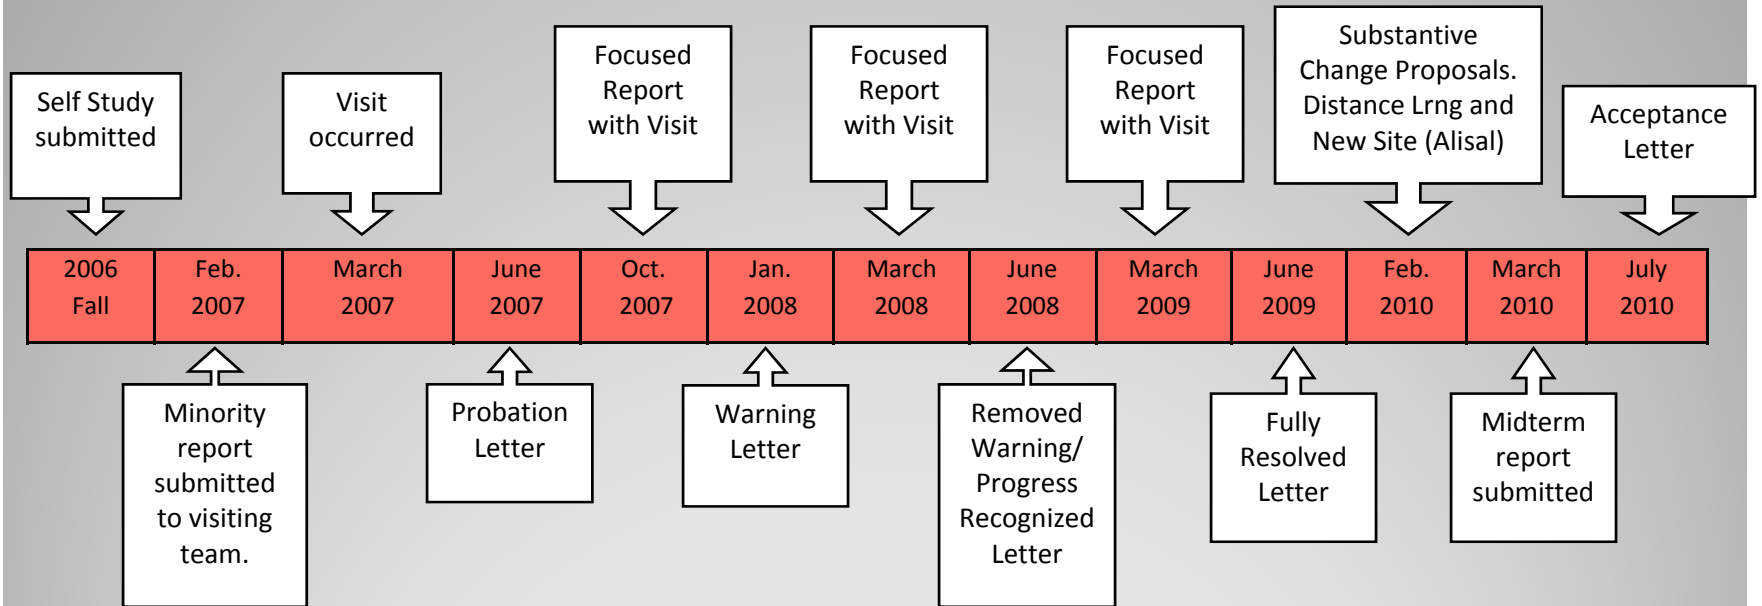 Self Study
submitted
Visit
occurred
Focused
Report
with Visit
Focused
Report
with Visit
Focused
Report
with Visit
Substantive
Change Proposals.
Distance Lrng and
New Site (Alisal)
Acceptance
Letter
2006
Fall
Feb.
2007
March
2007
June
2007
Oct.
2007
Jan.
2008
March
2008
June
2008
March
2009
June
2009
Feb.
2010
March
2010
July
2010
Minority
report
submitted
to visiting
team.
Probation
Letter
Warning
Letter
Removed
Warning/
Progress
Recognized
Letter
Fully
Resolved
Letter
Midterm
report
submitted